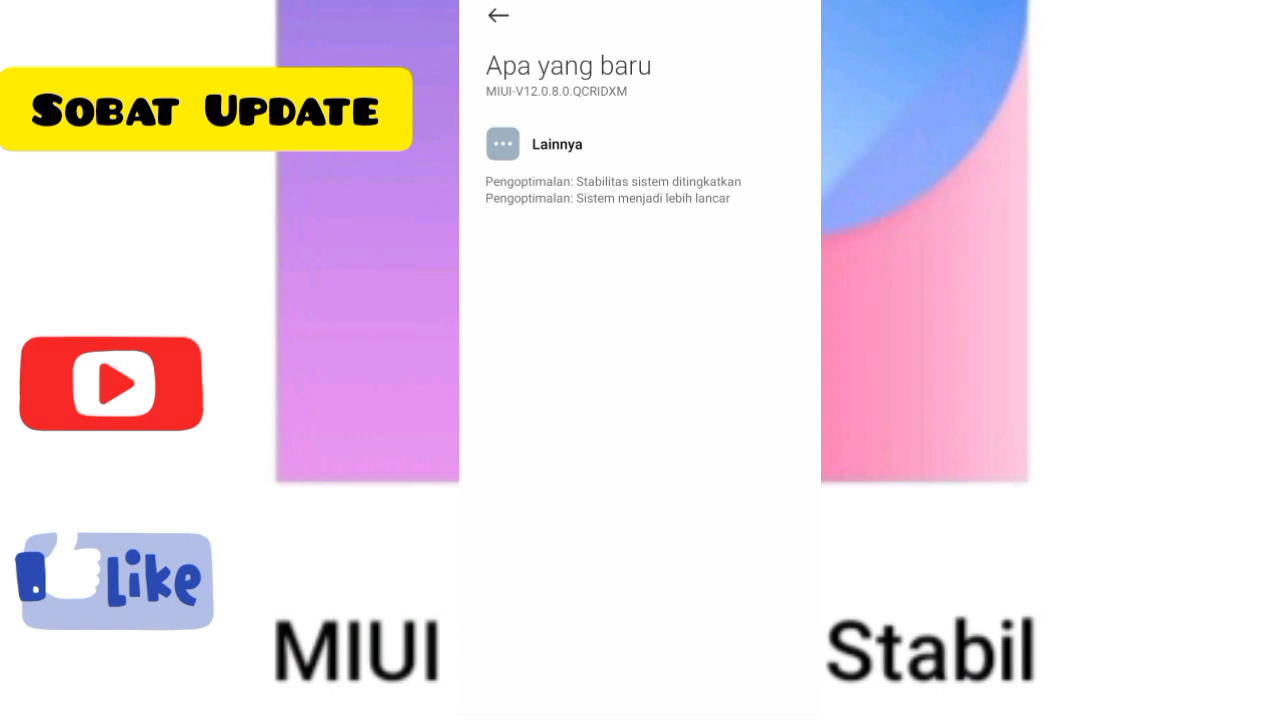 Sobat Update
Apa yang baru
MIUI-V12.0.8.0.QCRIDXM
Lainnya
Pengoptimalan: Stabilitas sistem ditingkatkan
Pengoptimalan: Sistem menjadi lebih lancar
like
MIUI Stabil